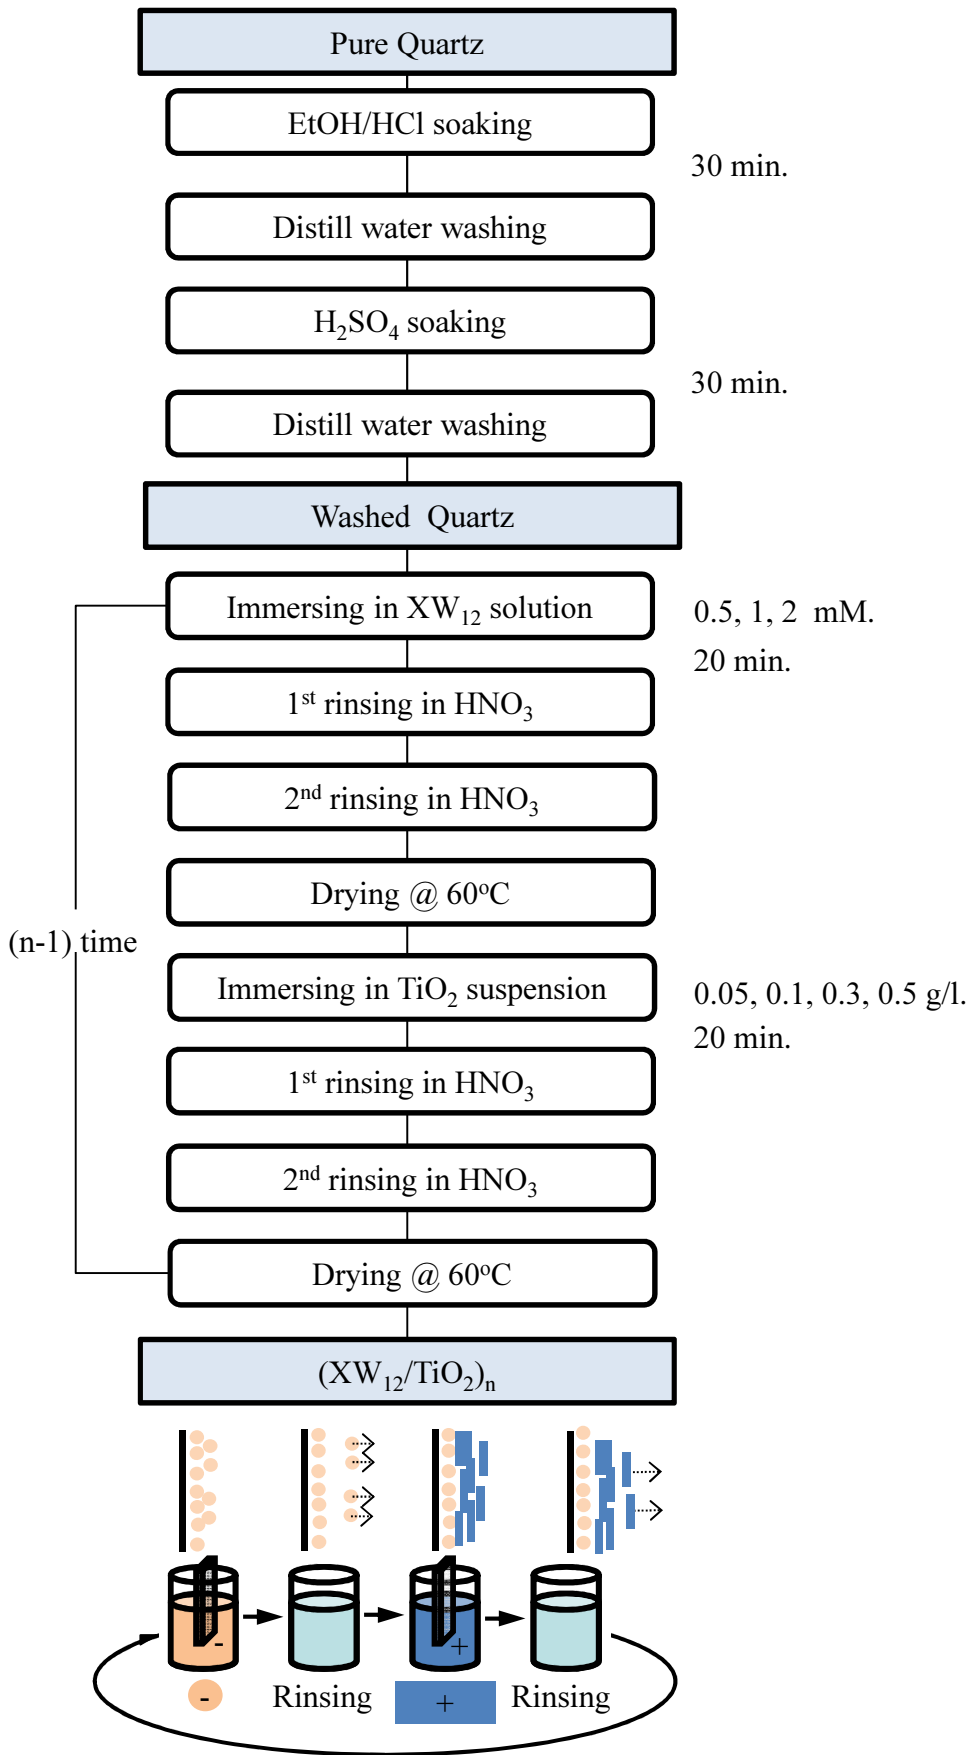 Pure Quartz
EtOH/HCl soaking
30 min.
Distill water washing
H₂SO₄ soaking
30 min.
Distill water washing
Washed Quartz
Immersing in XW₁₂ solution
0.5, 1, 2 mM.
20 min.
1ˢᵗ rinsing in HNO₃
2ⁿᵈ rinsing in HNO₃
Drying @ 60ᵒC
(n-1) time
Immersing in TiO₂ suspension
0.05, 0.1, 0.3, 0.5 g/l.
20 min.
1ˢᵗ rinsing in HNO₃
2ⁿᵈ rinsing in HNO₃
Drying @ 60ᵒC
(XW₁₂/TiO₂)ₙ
- +
- Rinsing + Rinsing